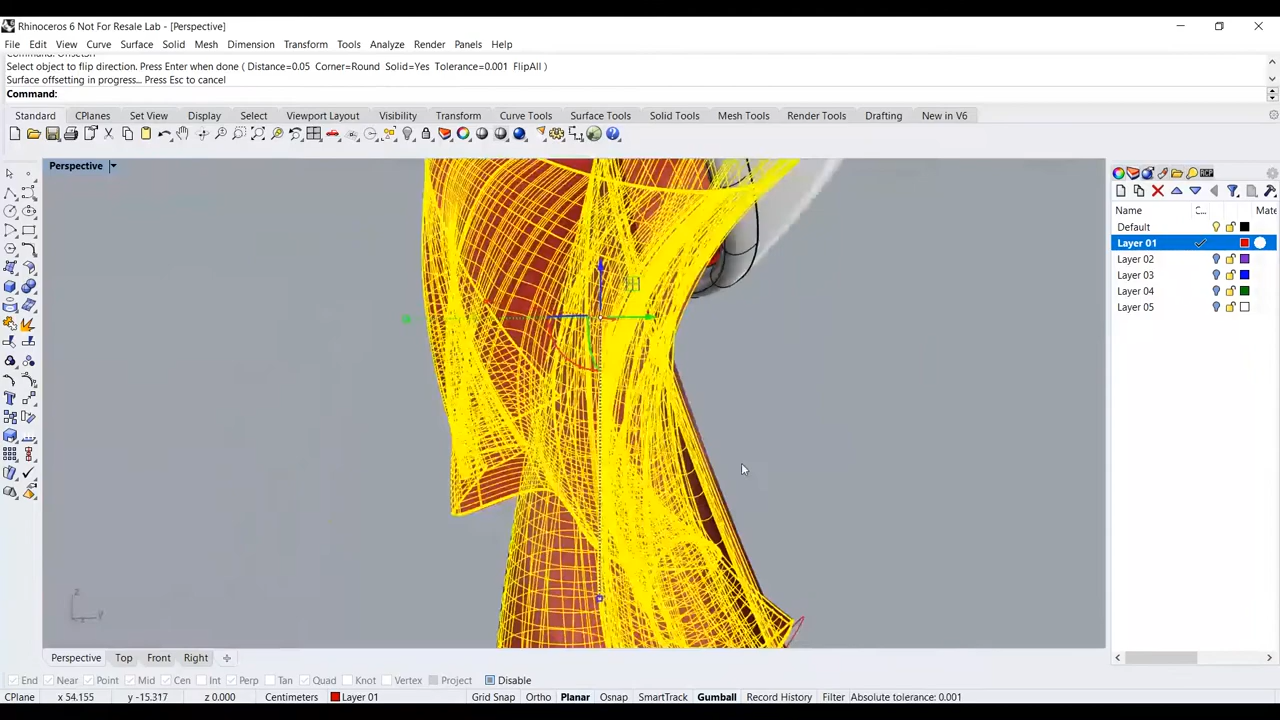 Rhinoceros 6 Not For Resale Lab - [Perspective]
File Edit View Curve Surface Solid Mesh Dimension Transform Tools Analyze Render Panels Help
Select object to flip direction. Press Enter when done ( Distance=0.05 Corner=Round Solid=Yes Tolerance=0.001 FlipAll )
Surface offsetting in progress... Press Esc to cancel
Command:
Standard CPlanes Set View Display Select Viewport Layout Visibility Transform Curve Tools Surface Tools Solid Tools Mesh Tools Render Tools Drafting New in V6
Perspective
Name C... Mate
Default
Layer 01
Layer 02
Layer 03
Layer 04
Layer 05
Perspective Top Front Right
End Near Point Mid Cen Int Perp Tan Quad Knot Vertex Project Disable
CPlane x 54.155 y -15.317 z 0.000 Centimeters Layer 01 Grid Snap Ortho Planar Osnap SmartTrack Gumball Record History Filter Absolute tolerance: 0.001